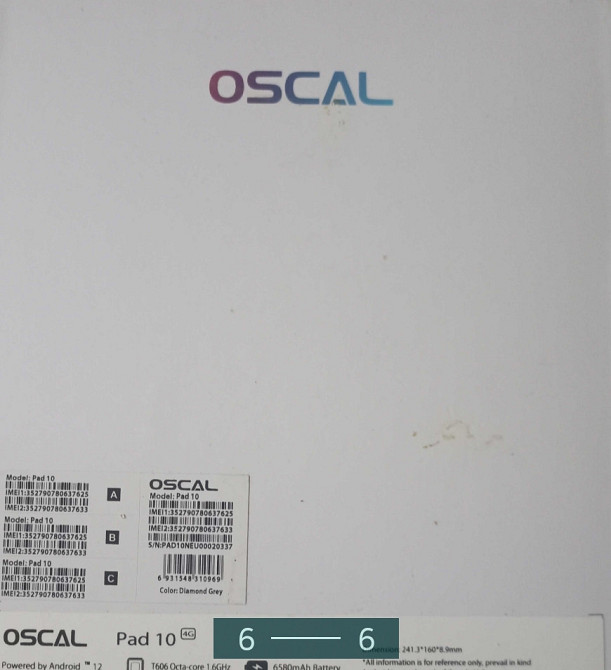 OSCAL
Model: Pad 10
IMEI1:352790780637625
IMEI2:352790780637633
A
Model: Pad 10
IMEI1:352790780637625
IMEI2:352790780637633
B
Model: Pad 10
IMEI1:352790780637625
IMEI2:352790780637633
C
OSCAL
Model: Pad 10
IMEI1:352790780637625
IMEI2:352790780637633
S/N:PAD10NEU00020337
6 931548 310969
Color: Diamond Grey
OSCAL Pad 10 4G
6 — 6
241.3*160*8.9mm
Powered by Android ™ 12
T606 Octa-core 1.6GHz
6580mAh Battery
*All information is for reference only, prevail in kind